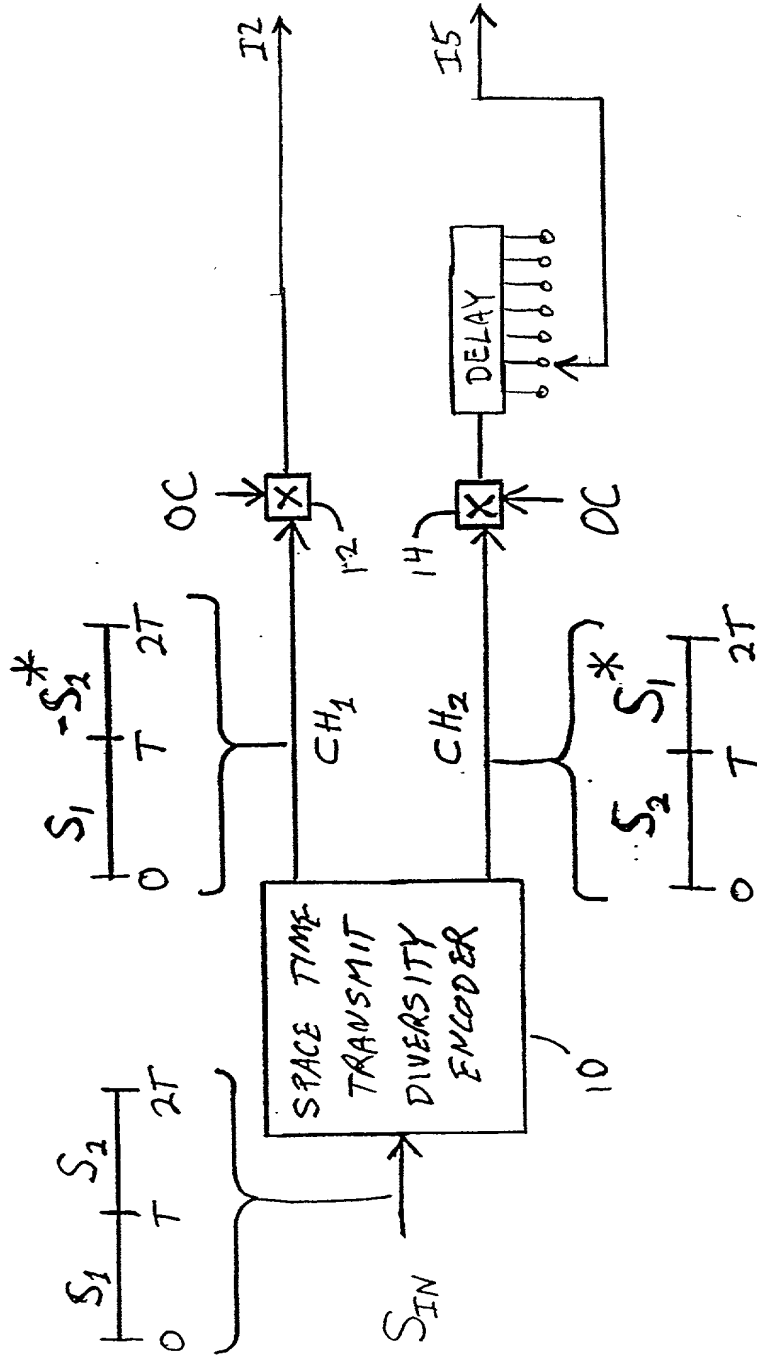 S1 S2
0 T 2T
SIN
SPACE TIME
TRANSMIT
DIVERSITY
ENCODER
10
S1 -S2*
0 T 2T
CH1
CH2
S2 S1*
0 T 2T
OC
X
12
14
X
OC
DELAY
I2
I5